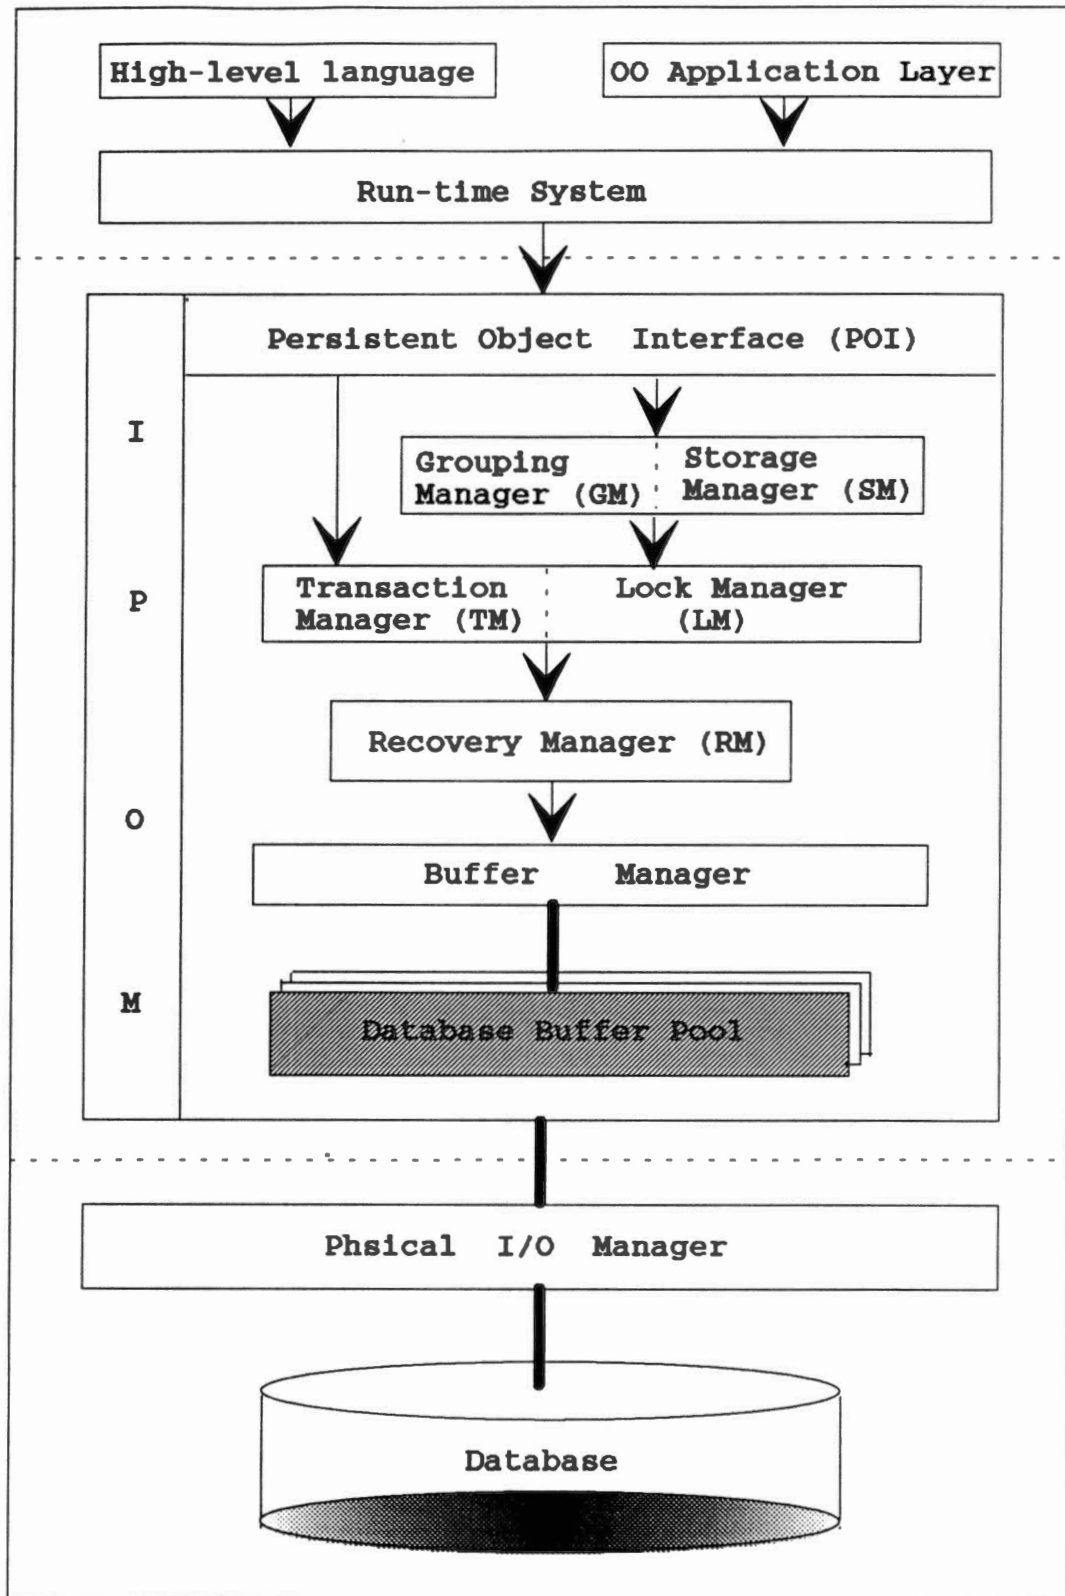 High-level language
OO Application Layer
Run-time System
Persistent Object Interface (POI)
I
Grouping
Manager (GM)
Storage
Manager (SM)
P
Transaction
Manager (TM)
Lock Manager
(LM)
Recovery Manager (RM)
O
Buffer Manager
M
Database Buffer Pool
Phsical I/O Manager
Database